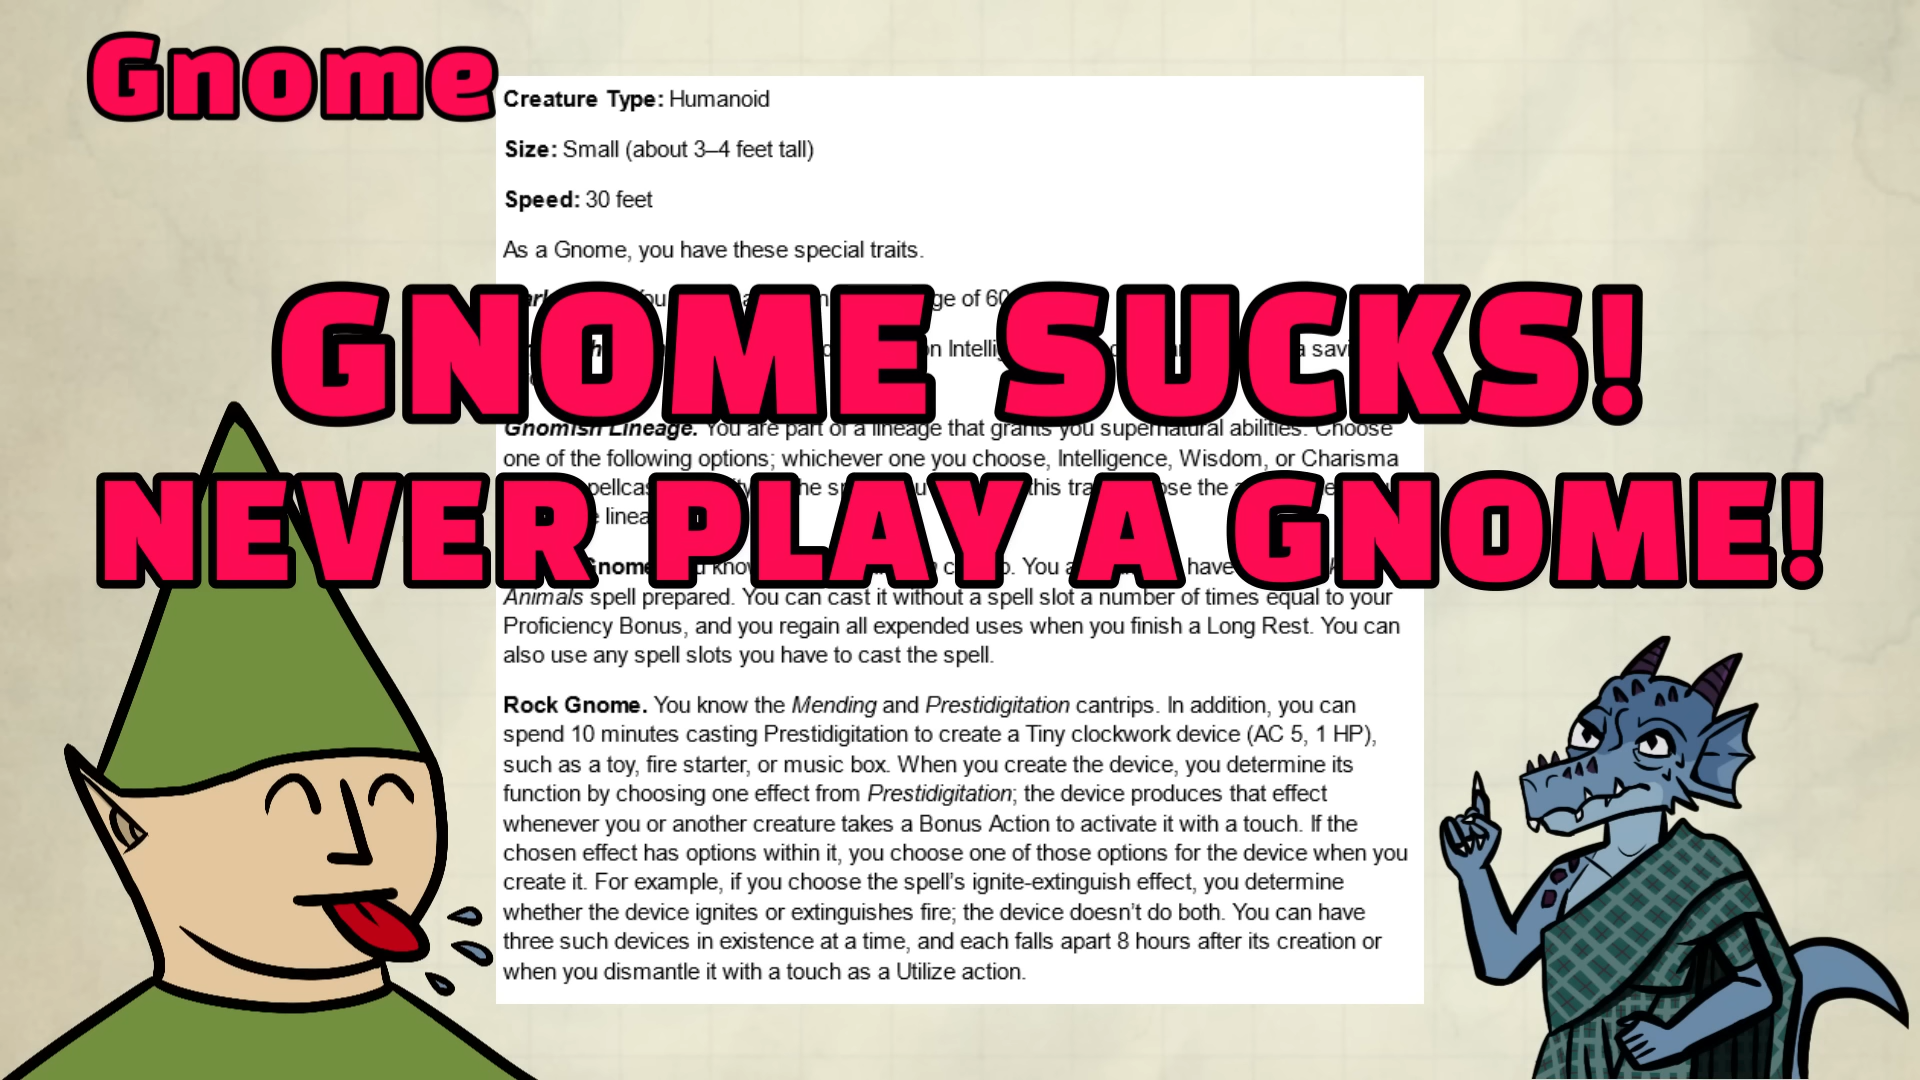 Gnome
Creature Type: Humanoid
Size: Small (about 3–4 feet tall)
Speed: 30 feet
As a Gnome, you have these special traits.
ge of 60
GNOME SUCKS!
on Intelli
Gnomish Lineage. You are part of a lineage that grants you supernatural abilities. Choose
one of the following options; whichever one you choose, Intelligence, Wisdom, or Charisma
this
NEVER PLAY A GNOME!
Gnome
have
Animals spell prepared. You can cast it without a spell slot a number of times equal to your
Proficiency Bonus, and you regain all expended uses when you finish a Long Rest. You can
also use any spell slots you have to cast the spell.
Rock Gnome. You know the Mending and Prestidigitation cantrips. In addition, you can
spend 10 minutes casting Prestidigitation to create a Tiny clockwork device (AC 5, 1 HP),
such as a toy, fire starter, or music box. When you create the device, you determine its
function by choosing one effect from Prestidigitation; the device produces that effect
whenever you or another creature takes a Bonus Action to activate it with a touch. If the
chosen effect has options within it, you choose one of those options for the device when you
create it. For example, if you choose the spell’s ignite-extinguish effect, you determine
whether the device ignites or extinguishes fire; the device doesn’t do both. You can have
three such devices in existence at a time, and each falls apart 8 hours after its creation or
when you dismantle it with a touch as a Utilize action.